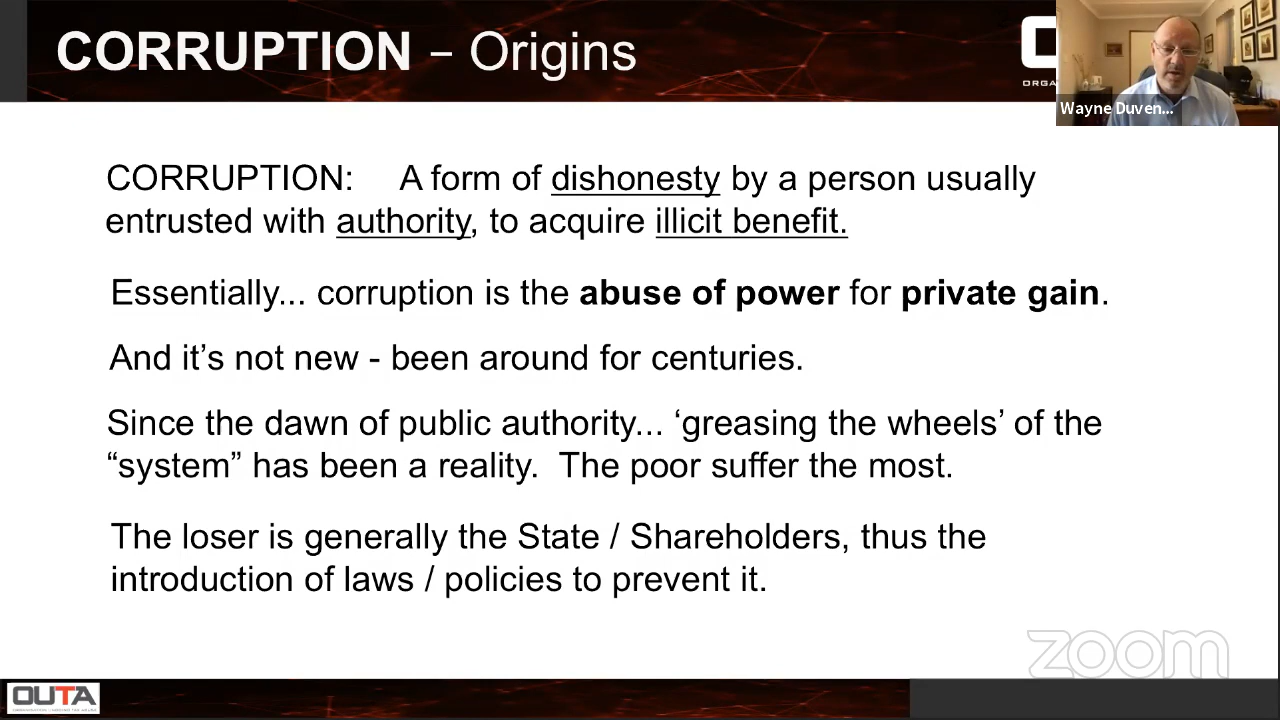 CORRUPTION – Origins
ORGA
Wayne Duven...
CORRUPTION: A form of dishonesty by a person usually
entrusted with authority, to acquire illicit benefit.
Essentially... corruption is the abuse of power for private gain.
And it’s not new - been around for centuries.
Since the dawn of public authority... ‘greasing the wheels’ of the
“system” has been a reality. The poor suffer the most.
The loser is generally the State / Shareholders, thus the
introduction of laws / policies to prevent it.
zoom
OUTA